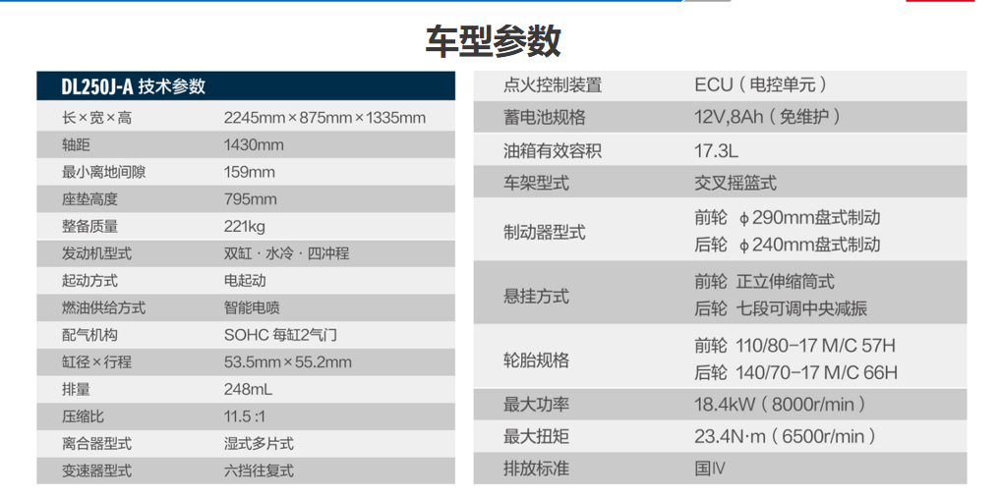 车型参数
DL250J-A 技术参数
长×宽×高 2245mm×875mm×1335mm
轴距 1430mm
最小离地间隙 159mm
座垫高度 795mm
整备质量 221kg
发动机型式 双缸·水冷·四冲程
起动方式 电起动
燃油供给方式 智能电喷
配气机构 SOHC 每缸2气门
缸径×行程 53.5mm×55.2mm
排量 248mL
压缩比 11.5:1
离合器型式 湿式多片式
变速器型式 六挡往复式
点火控制装置 ECU（电控单元）
蓄电池规格 12V,8Ah（免维护）
油箱有效容积 17.3L
车架型式 交叉摇篮式
制动器型式 前轮 ϕ290mm盘式制动
后轮 ϕ240mm盘式制动
悬挂方式 前轮 正立伸缩筒式
后轮 七段可调中央减振
轮胎规格 前轮 110/80-17 M/C 57H
后轮 140/70-17 M/C 66H
最大功率 18.4kW（8000r/min）
最大扭矩 23.4N·m（6500r/min）
排放标准 国Ⅳ